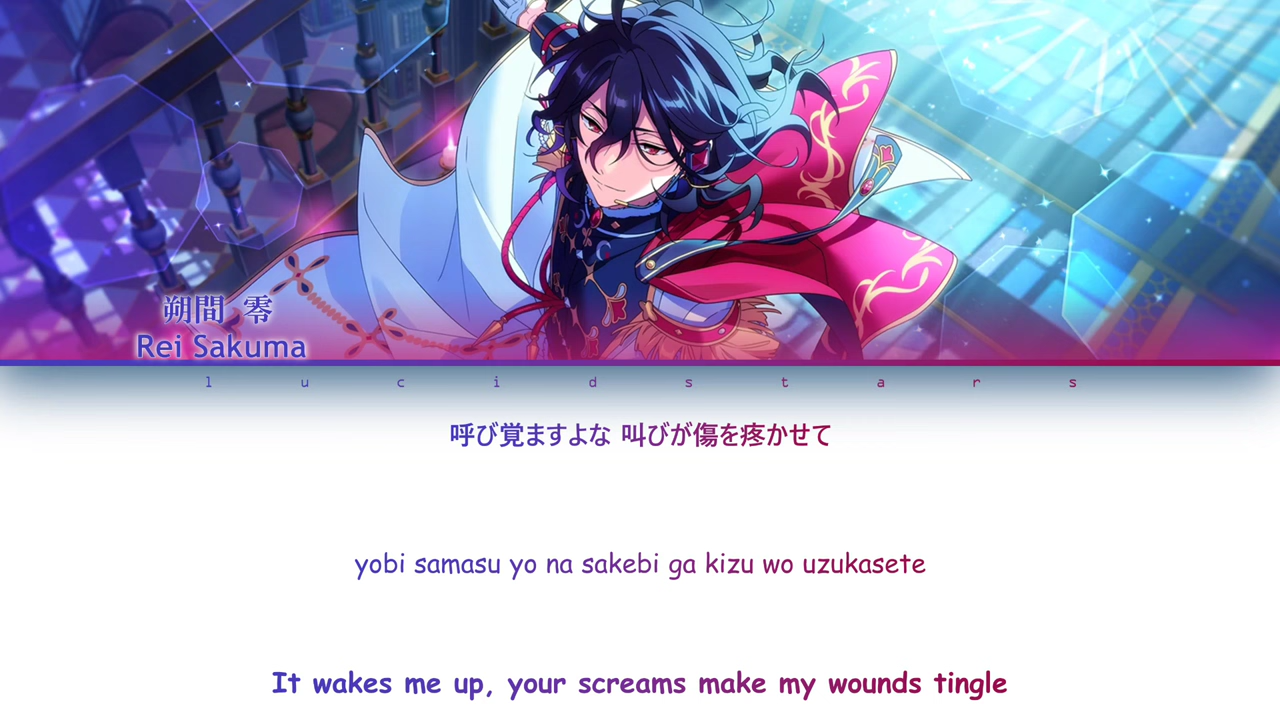 朔間 零
Rei Sakuma
l u c i d s t a r s
呼び覚ますよな 叫びが傷を疼かせて
yobi samasu yo na sakebi ga kizu wo uzukasete
It wakes me up, your screams make my wounds tingle